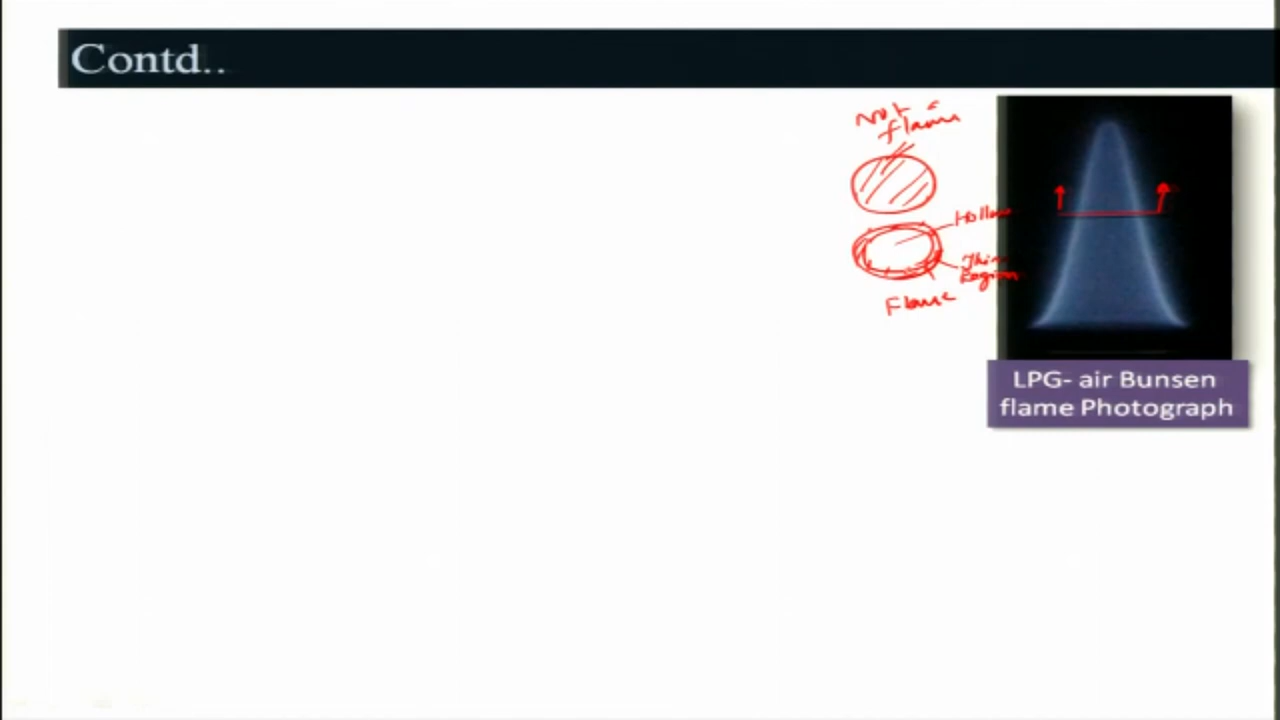 Contd..
Not a
flame
Hollow
Thin
Region
Flame
LPG- air Bunsen
flame Photograph